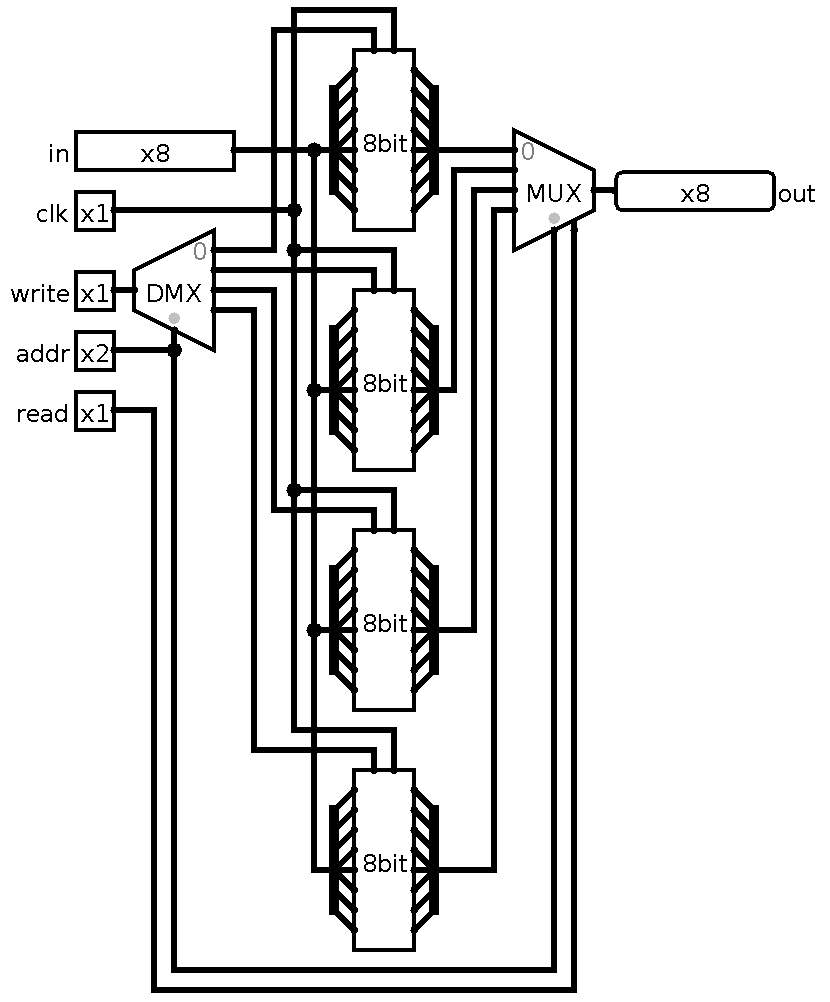 8bit
in x8
0
MUX
x8 out
clk x1
0
write x1 DMX
addr x2
8bit
read x1
8bit
8bit